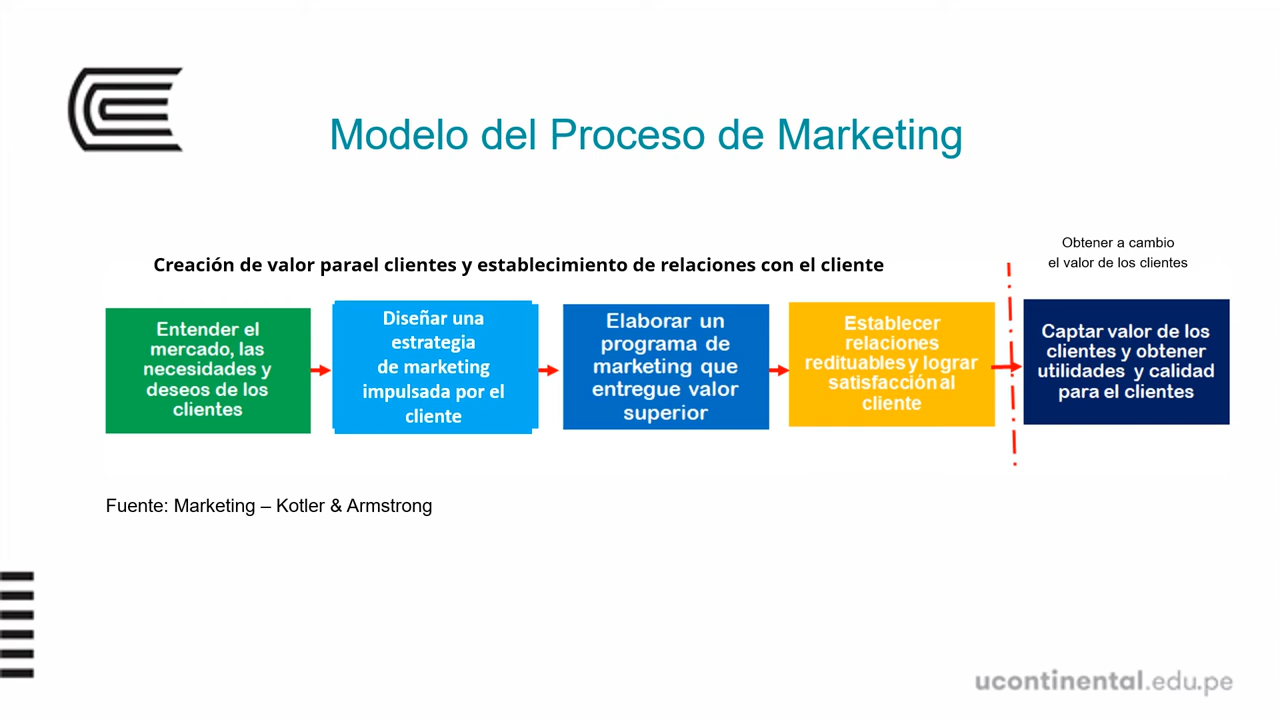 Modelo del Proceso de Marketing
Obtener a cambio
el valor de los clientes
Creación de valor parael clientes y establecimiento de relaciones con el cliente
Entender el
mercado, las
necesidades y
deseos de los
clientes
Diseñar una
estrategia
de marketing
impulsada por el
cliente
Elaborar un
programa de
marketing que
entregue valor
superior
Establecer
relaciones
redituables y lograr
satisfacción al
cliente
Captar valor de los
clientes y obtener
utilidades y calidad
para el clientes
Fuente: Marketing – Kotler & Armstrong
ucontinental.edu.pe